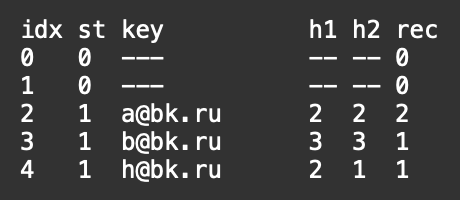 idx st key h1 h2 rec
0 0 --- -- -- 0
1 0 --- -- -- 0
2 1 a@bk.ru 2 2 2
3 1 b@bk.ru 3 3 1
4 1 h@bk.ru 2 1 1